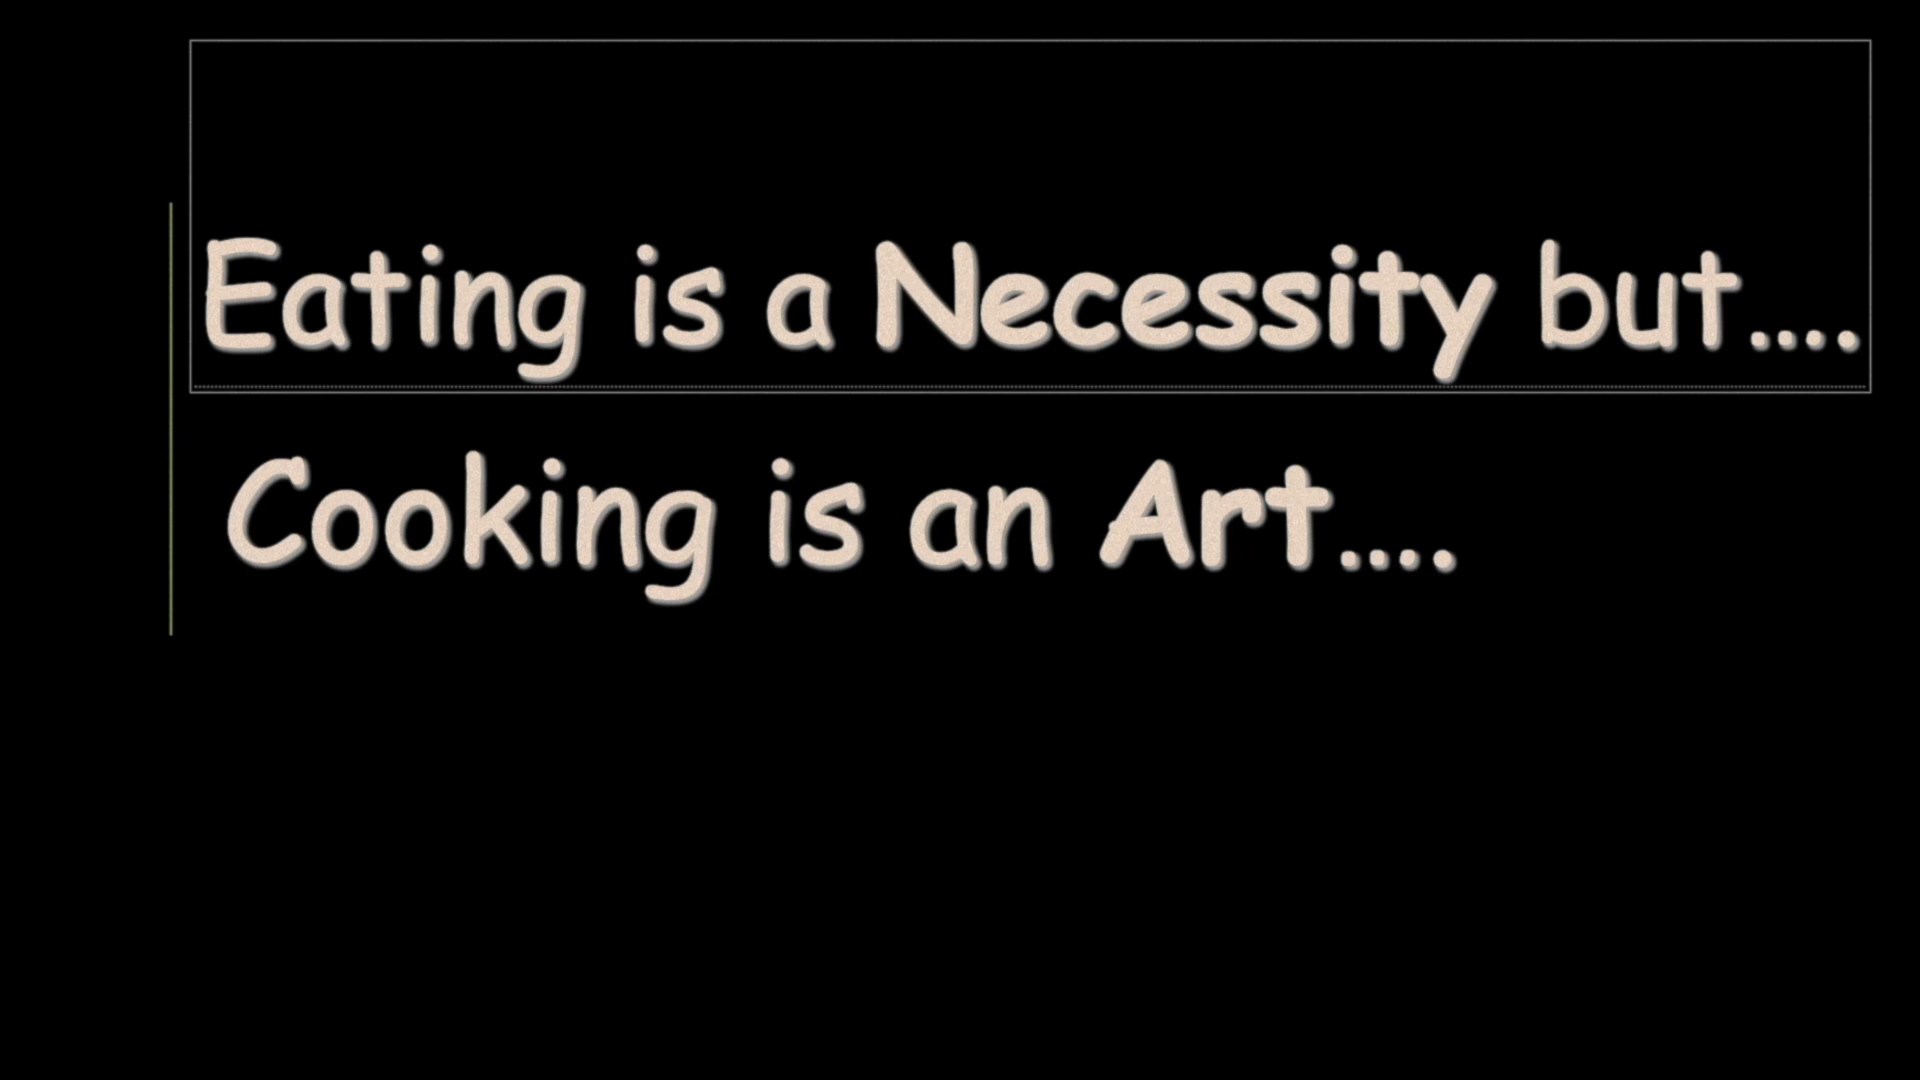 Eating is a Necessity but....
Cooking is an Art....